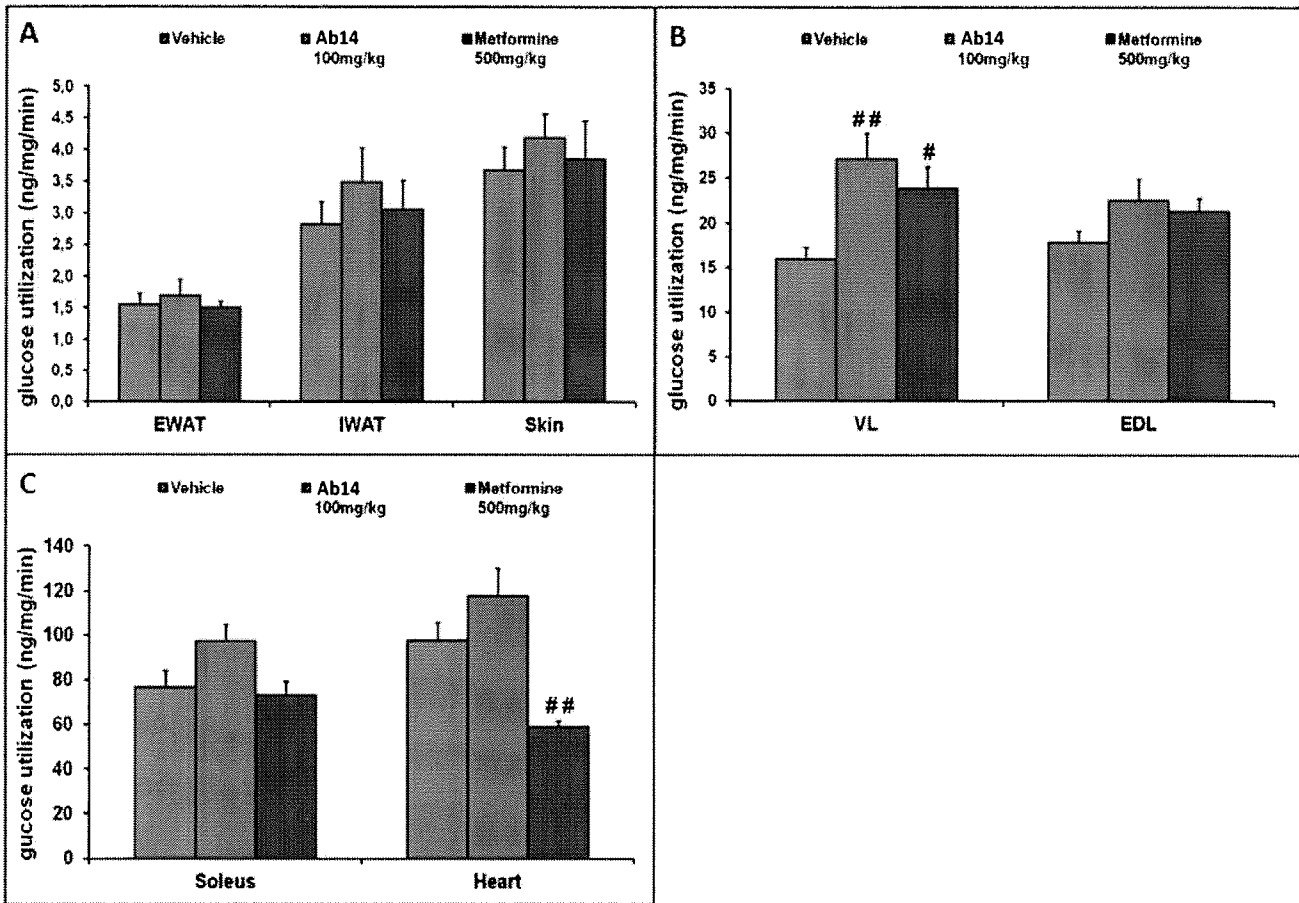 A
Vehicle Ab14 Metformine
100mg/kg 500mg/kg
glucose utilization (ng/mg/min)
5,0
4,5
4,0
3,5
3,0
2,5
2,0
1,5
1,0
0,5
0,0
EWAT IWAT Skin
B
Vehicle Ab14 Metformine
100mg/kg 500mg/kg
glucose utilization (ng/mg/min)
35
30
25
20
15
10
5
0
##
#
VL EDL
C
Vehicle Ab14 Metformine
100mg/kg 500mg/kg
glucose utilization (ng/mg/min)
140
120
100
80
60
40
20
0
##
Soleus Heart